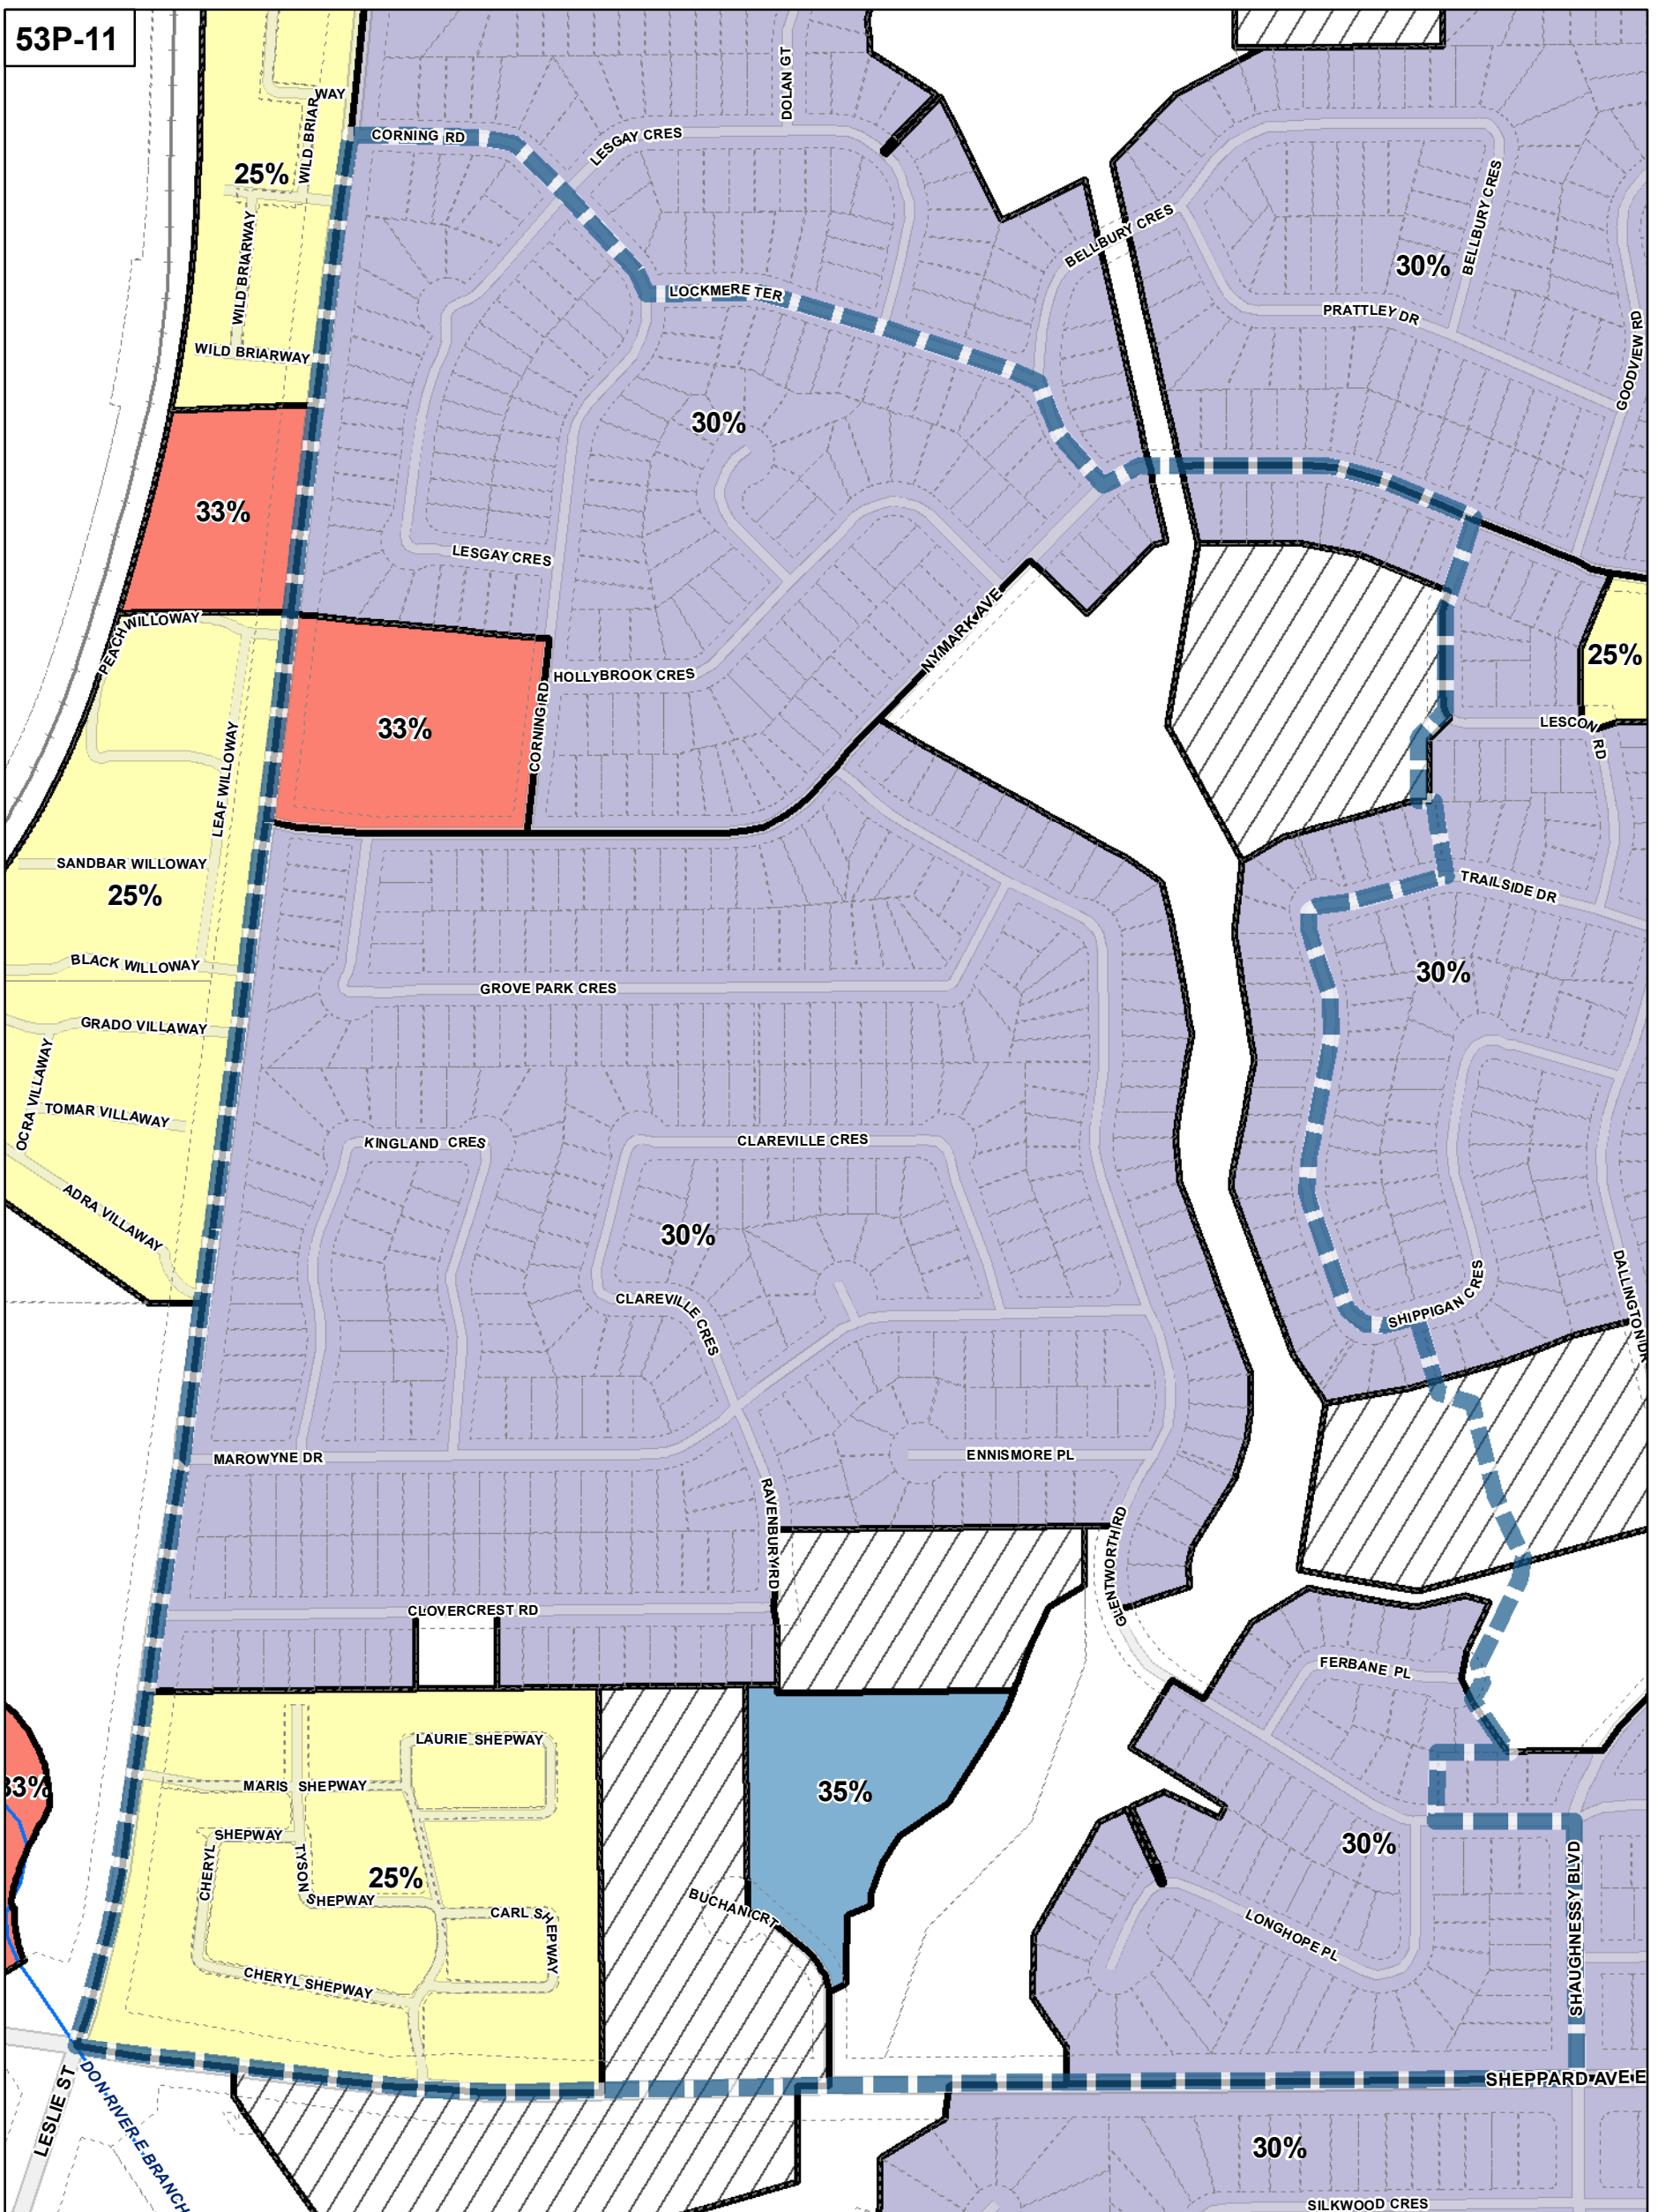 53P-11
WAY
WILD BRIAR
25%
WILD BRIARWAY
WILD BRIARWAY
CORNING RD
LESGAY CRES
DOLAN GT
BELLBURY CRES
BELLBURY CRES
30%
PRATTLEY DR
GOODVIEW RD
LOCKMERE TER
30%
33%
LESGAY CRES
PEACH WILLOWAY
HOLLYBROOK CRES
NYMARK AVE
25%
33%
CORNING RD
LESCON RD
LEAF WILLOWAY
SANDBAR WILLOWAY
25%
TRAILSIDE DR
BLACK WILLOWAY
30%
GROVE PARK CRES
GRADO VILLAWAY
OCRA VILLAWAY
TOMAR VILLAWAY
KINGLAND CRES
CLAREVILLE CRES
ADRA VILLAWAY
30%
CLAREVILLE CRES
SHIPPIGAN CRES
DALLINGTON DR
MAROWYNE DR
ENNISMORE PL
RAVENBURY RD
GLENTWORTH RD
CLOVERCREST RD
FERBANE PL
LAURIE SHEPWAY
MARIS SHEPWAY
33%
35%
CHERYL SHEPWAY
TYSON SHEPWAY
25%
30%
CARL SHEPWAY
BUCHAN CRT
LONGHOPE PL
SHAUGHNESSY BLVD
CHERYL SHEPWAY
LESLIE ST
DON RIVER E BRANCH
SHEPPARD AVE E
30%
SILKWOOD CRES